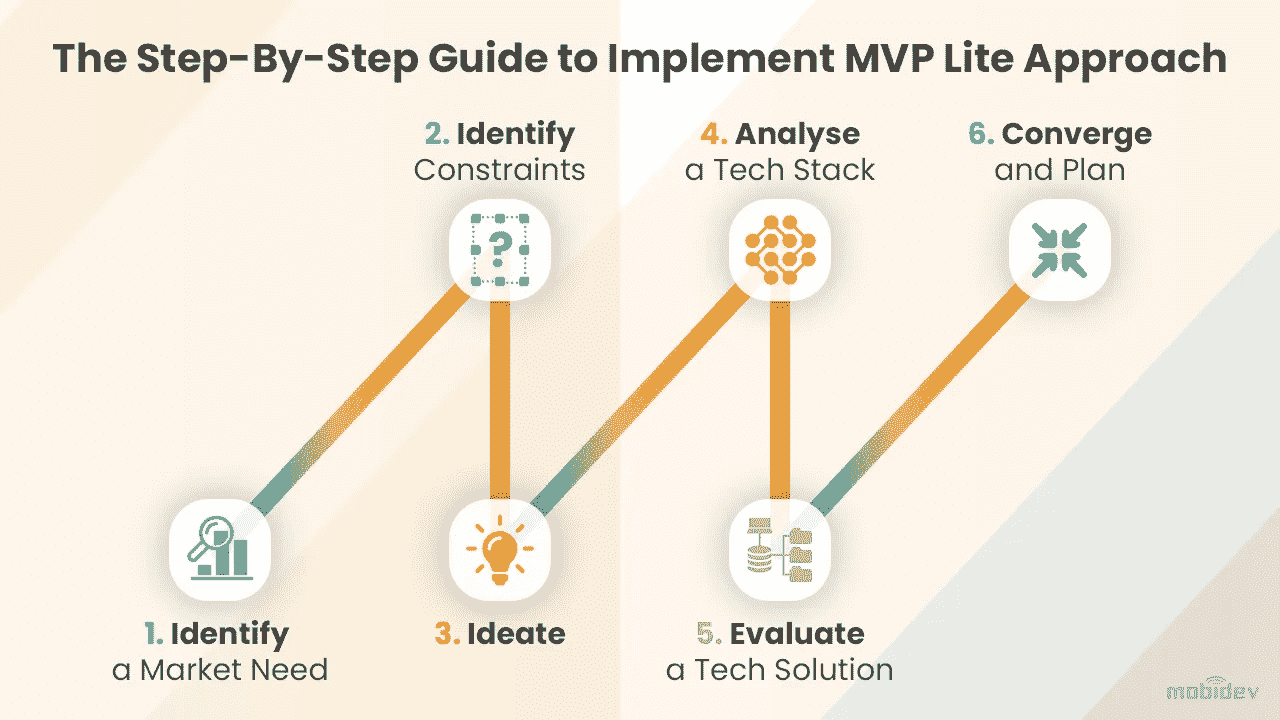 The Step-By-Step Guide to Implement MVP Lite Approach
1. Identify
a Market Need
2. Identify
Constraints
?
3. Ideate
4. Analyse
a Tech Stack
5. Evaluate
a Tech Solution
6. Converge
and Plan
mobidev